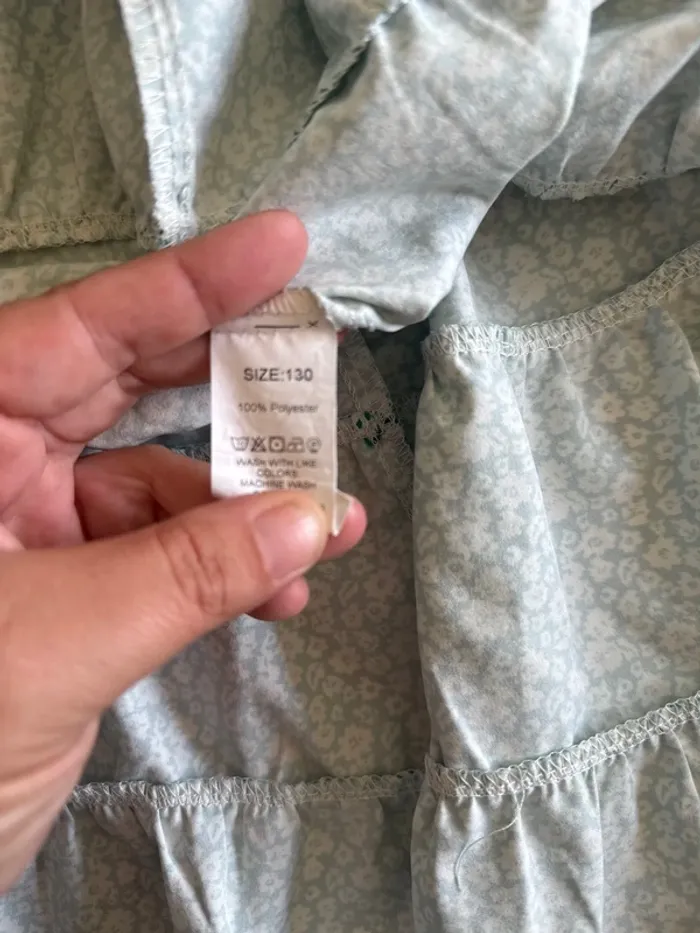 SIZE:130
100% Polyester
WASH WITH LIKE
COLORS
MACHINE WASH